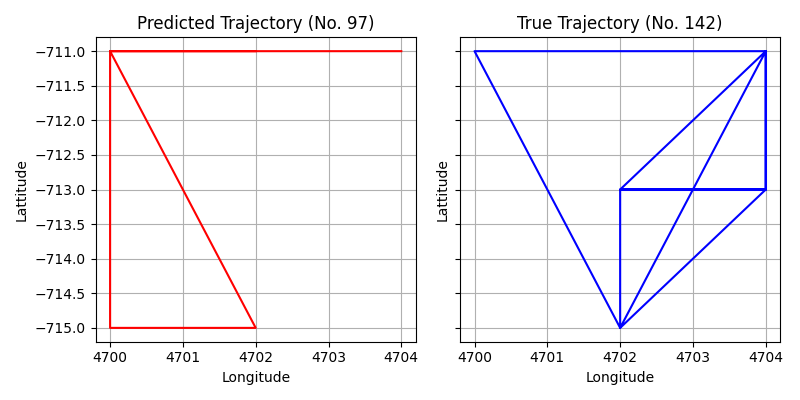 Predicted Trajectory (No. 97)
Lattitude
−711.0
−711.5
−712.0
−712.5
−713.0
−713.5
−714.0
−714.5
−715.0
4700 4701 4702 4703 4704
Longitude
True Trajectory (No. 142)
Lattitude
4700 4701 4702 4703 4704
Longitude